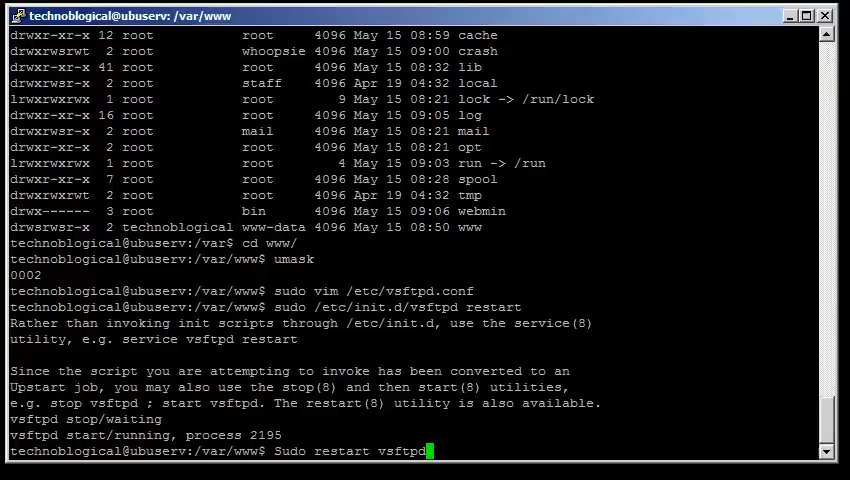 technoblogical@ubuserv: /var/www
drwxr-xr-x 12 root root 4096 May 15 08:59 cache
drwxrwsrwt 2 root whoopsie 4096 May 15 09:00 crash
drwxr-xr-x 41 root root 4096 May 15 08:32 lib
drwxrwsr-x 2 root staff 4096 Apr 19 04:32 local
lrwxrwxrwx 1 root root 9 May 15 08:21 lock -> /run/lock
drwxr-xr-x 16 root root 4096 May 15 09:05 log
drwxrwsr-x 2 root mail 4096 May 15 08:21 mail
drwxr-xr-x 2 root root 4096 May 15 08:21 opt
lrwxrwxrwx 1 root root 4 May 15 09:03 run -> /run
drwxr-xr-x 7 root root 4096 May 15 08:28 spool
drwxrwxrwt 2 root root 4096 Apr 19 04:32 tmp
drwx------ 3 root bin 4096 May 15 09:06 webmin
drwsrwsr-x 2 technoblogical www-data 4096 May 15 08:50 www
technoblogical@ubuserv:/var$ cd www/
technoblogical@ubuserv:/var/www$ umask
0002
technoblogical@ubuserv:/var/www$ sudo vim /etc/vsftpd.conf
technoblogical@ubuserv:/var/www$ sudo /etc/init.d/vsftpd restart
Rather than invoking init scripts through /etc/init.d, use the service(8)
utility, e.g. service vsftpd restart
Since the script you are attempting to invoke has been converted to an
Upstart job, you may also use the stop(8) and then start(8) utilities,
e.g. stop vsftpd ; start vsftpd. The restart(8) utility is also available.
vsftpd stop/waiting
vsftpd start/running, process 2195
technoblogical@ubuserv:/var/www$ Sudo restart vsftpd